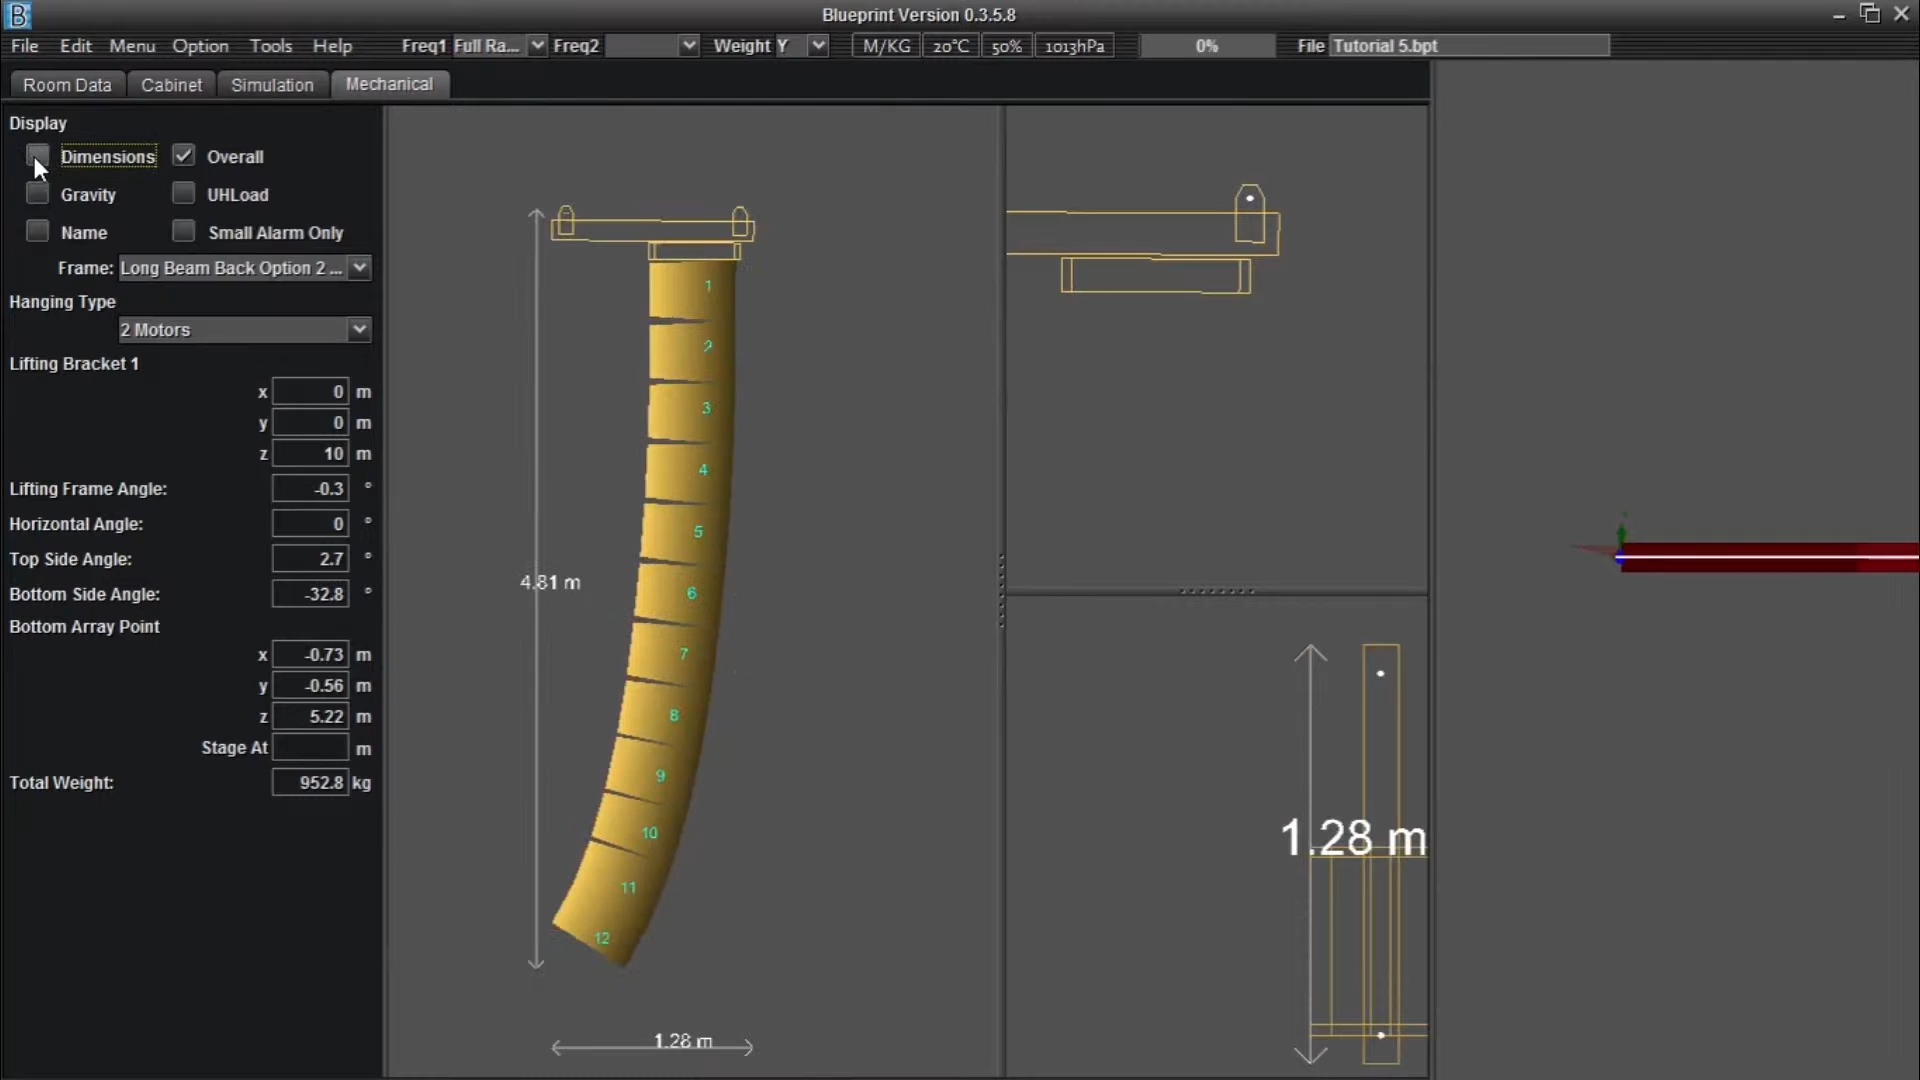 B
Blueprint Version 0.3.5.8
File Edit Menu Option Tools Help Freq1 Full Ra... Freq2 Weight Y M/KG 20°C 50% 1013hPa 0% File Tutorial 5.bpt
Room Data Cabinet Simulation Mechanical
Display
Dimensions Overall
Gravity UHLoad
Name Small Alarm Only
Frame: Long Beam Back Option 2 ...
Hanging Type
2 Motors
Lifting Bracket 1
x 0 m
y 0 m
z 10 m
Lifting Frame Angle: -0.3 °
Horizontal Angle: 0 °
Top Side Angle: 2.7 °
Bottom Side Angle: -32.8 °
Bottom Array Point
x -0.73 m
y -0.56 m
z 5.22 m
Stage At m
Total Weight: 952.8 kg
1
2
3
4
5
6
7
8
9
10
11
12
4.81 m
1.28 m
1.28 m